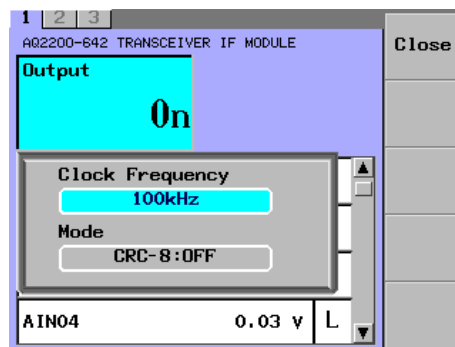 1 2 3
AQ2200-642 TRANSCEIVER IF MODULE
Close
Output
On
Clock Frequency
100kHz
Mode
CRC-8:OFF
AIN04 0.03 V L